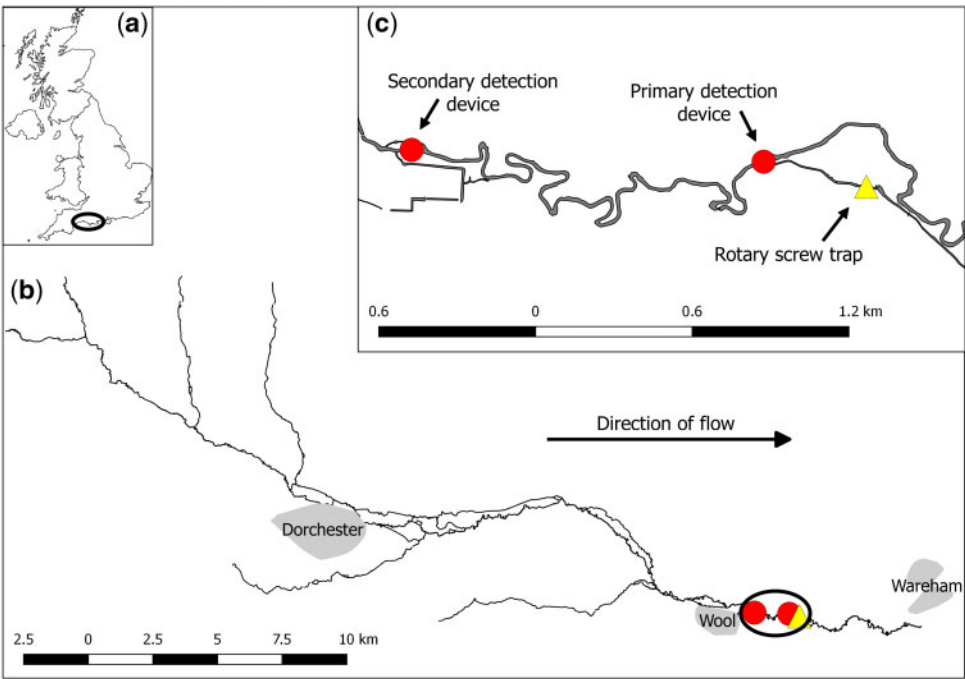 (a)
(c)
Secondary detection
device
Primary detection
device
Rotary screw trap
0.6 0 0.6 1.2 km
(b)
Direction of flow
Dorchester
Wareham
Wool
2.5 0 2.5 5 7.5 10 km